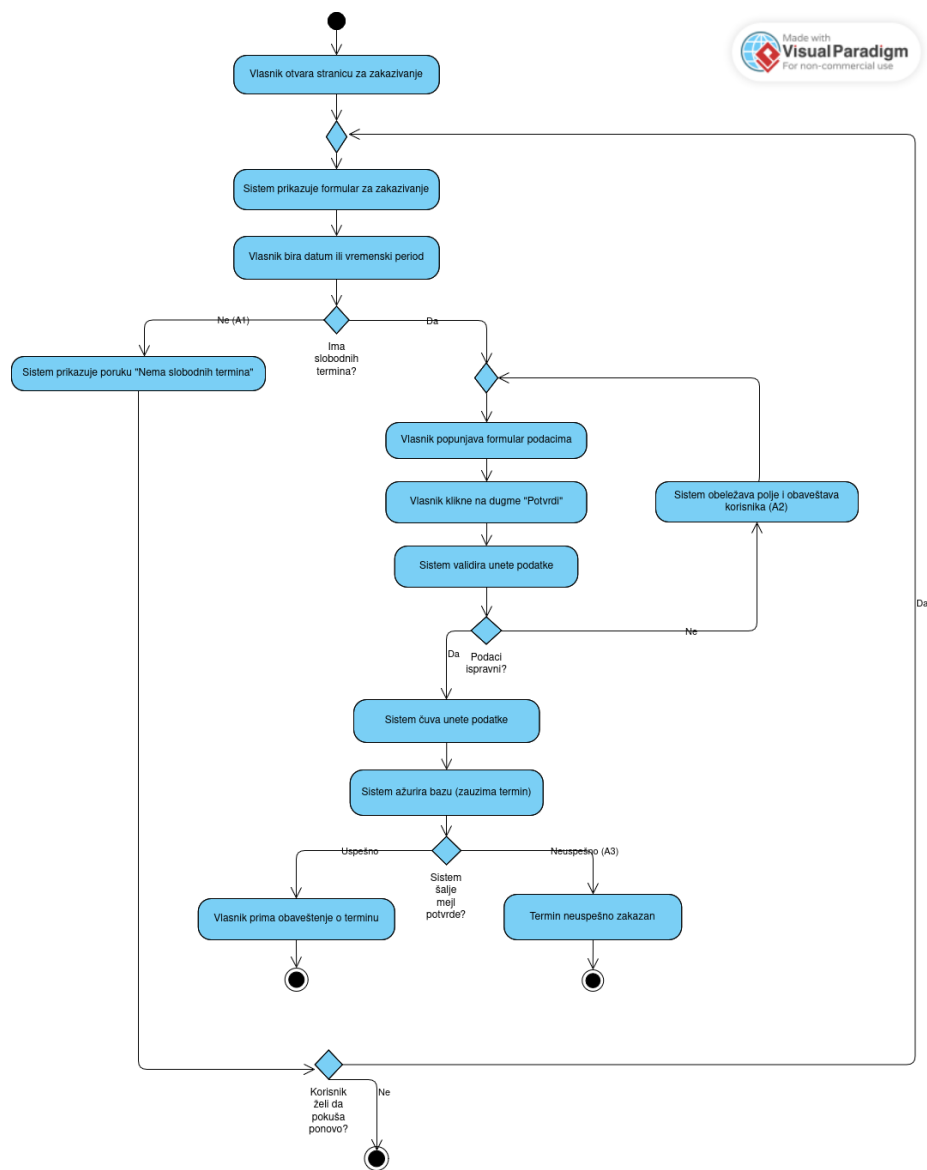 Made with
Visual Paradigm
For non-commercial use
Vlasnik otvara stranicu za zakazivanje
Sistem prikazuje formular za zakazivanje
Vlasnik bira datum ili vremenski period
Ne (A1)
Da
Ima
slobodnih
termina?
Sistem prikazuje poruku "Nema slobodnih termina"
Vlasnik popunjava formular podacima
Vlasnik klikne na dugme "Potvrdi"
Sistem obeležava polje i obaveštava
korisnika (A2)
Sistem validira unete podatke
Da
Ne
Da
Podaci
ispravni?
Sistem čuva unete podatke
Sistem ažurira bazu (zauzima termin)
Uspešno
Neuspešno (A3)
Sistem
šalje
mejl
potvrde?
Vlasnik prima obaveštenje o terminu
Termin neuspešno zakazan
Korisnik
želi da
pokuša
ponovo?
Ne